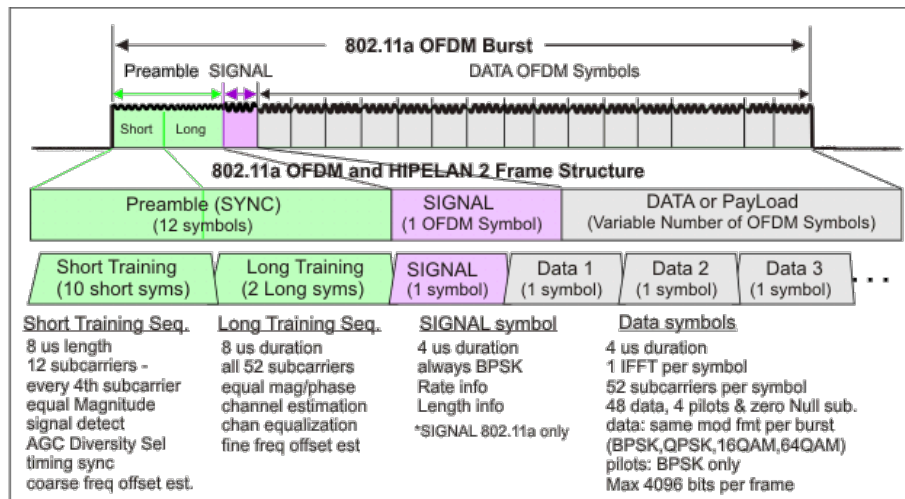 802.11a OFDM Burst
Preamble SIGNAL DATA OFDM Symbols
Short Long
802.11a OFDM and HIPELAN 2 Frame Structure
Preamble (SYNC)
(12 symbols)
SIGNAL
(1 OFDM Symbol)
DATA or PayLoad
(Variable Number of OFDM Symbols)
Short Training
(10 short syms)
Long Training
(2 Long syms)
SIGNAL
(1 symbol)
Data 1
(1 symbol)
Data 2
(1 symbol)
Data 3
(1 symbol)
...
Short Training Seq.
8 us length
12 subcarriers -
every 4th subcarrier
equal Magnitude
signal detect
AGC Diversity Sel
timing sync
coarse freq offset est.
Long Training Seq.
8 us duration
all 52 subcarriers
equal mag/phase
channel estimation
chan equalization
fine freq offset est
SIGNAL symbol
4 us duration
always BPSK
Rate info
Length info
*SIGNAL 802.11a only
Data symbols
4 us duration
1 IFFT per symbol
52 subcarriers per symbol
48 data, 4 pilots & zero Null sub.
data: same mod fmt per burst
(BPSK,QPSK,16QAM,64QAM)
pilots: BPSK only
Max 4096 bits per frame